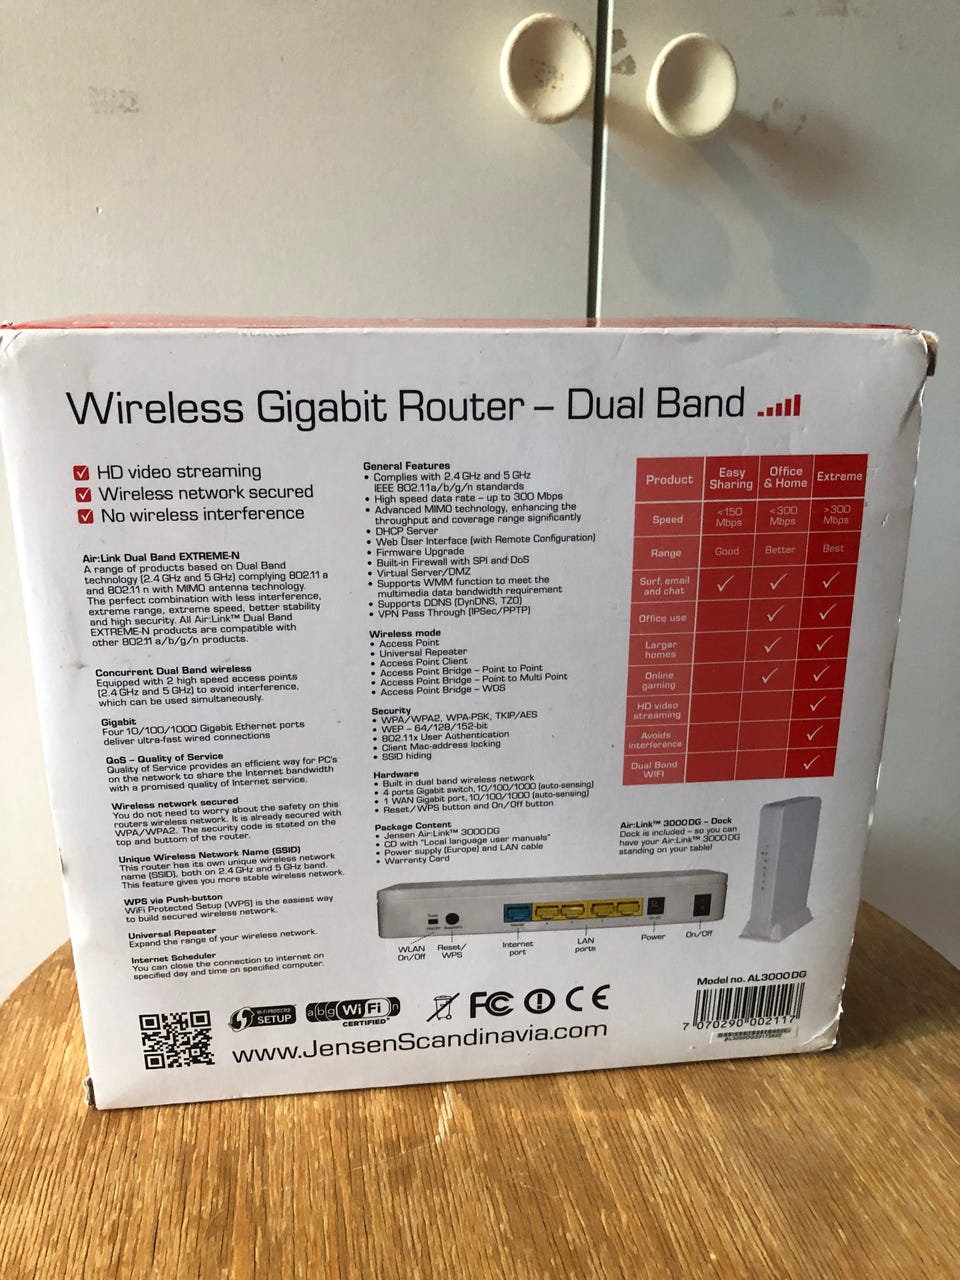 Wireless Gigabit Router – Dual Band
HD video streaming
Wireless network secured
No wireless interference
Air:Link Dual Band EXTREME-N
A range of products based on Dual Band
technology (2.4 GHz and 5 GHz) complying 802.11 a
and 802.11 n with MIMO antenna technology.
The perfect combination with less interference,
extreme range, extreme speed, better stability
and high security. All Air:Link™ Dual Band
EXTREME-N products are compatible with
other 802.11 a/b/g/n products.
Concurrent Dual Band wireless
Equipped with 2 high speed access points
(2.4 GHz and 5 GHz) to avoid interference,
which can be used simultaneously.
Gigabit
Four 10/100/1000 Gigabit Ethernet ports
deliver ultra-fast wired connections
QoS – Quality of Service
Quality of Service provides an efficient way for PC's
on the network to share the Internet bandwidth
with a promised quality of Internet service.
Wireless network secured
You do not need to worry about the safety on this
routers wireless network. It is already secured with
WPA/WPA2. The security code is stated on the
top and bottom of the router.
Unique Wireless Network Name (SSID)
This router has its own unique wireless network
name (SSID), both on 2.4 GHz and 5 GHz band.
This feature gives you more stable wireless network.
WPS via Push-button
WiFi Protected Setup (WPS) is the easiest way
to build secured wireless network.
Universal Repeater
Expand the range of your wireless network.
Internet Scheduler
You can close the connection to internet on
specified day and time on specified computer.
General Features
• Complies with 2.4 GHz and 5 GHz
IEEE 802.11a/b/g/n standards
• High speed data rate – up to 300 Mbps
• Advanced MIMO technology, enhancing the
throughput and coverage range significantly
• DHCP Server
• Web User Interface (with Remote Configuration)
• Firmware Upgrade
• Built-in Firewall with SPI and DoS
• Virtual Server/DMZ
• Supports WMM function to meet the
multimedia data bandwidth requirement
• Supports DDNS (DynDNS, TZO)
• VPN Pass Through (IPSec/PPTP)
Wireless mode
• Access Point
• Universal Repeater
• Access Point Client
• Access Point Bridge – Point to Point
• Access Point Bridge – Point to Multi Point
• Access Point Bridge – WDS
Security
• WPA/WPA2, WPA-PSK, TKIP/AES
• WEP – 64/128/152-bit
• 802.11x User Authentication
• Client Mac-address locking
• SSID hiding
Hardware
• Built in dual band wireless network
• 4 ports Gigabit switch, 10/100/1000 (auto-sensing)
• 1 WAN Gigabit port, 10/100/1000 (auto-sensing)
• Reset/WPS button and On/Off button
Package Content
• Jensen Air:Link™ 3000DG
• CD with "Local language user manuals"
• Power supply (Europe) and LAN cable
• Warranty Card
Product Easy Sharing Office & Home Extreme
Speed <150 Mbps <300 Mbps >300 Mbps
Range Good Better Best
Surf, email and chat ✓ ✓ ✓
Office use ✓ ✓
Larger homes ✓ ✓
Online gaming ✓ ✓
HD video streaming ✓
Avoids interference ✓
Dual Band WIFI ✓
Air:Link™ 3000DG – Dock
Dock is included – so you can
have your Air:Link™ 3000DG
standing on your table!
WLAN On/Off
Reset/ WPS
Internet port
LAN ports
Power
On/Off
WI-FI PROTECTED
SETUP
a b g Wi Fi n
CERTIFIED
FC CE
www.JensenScandinavia.com
Model no. AL3000DG
7 070290 002117